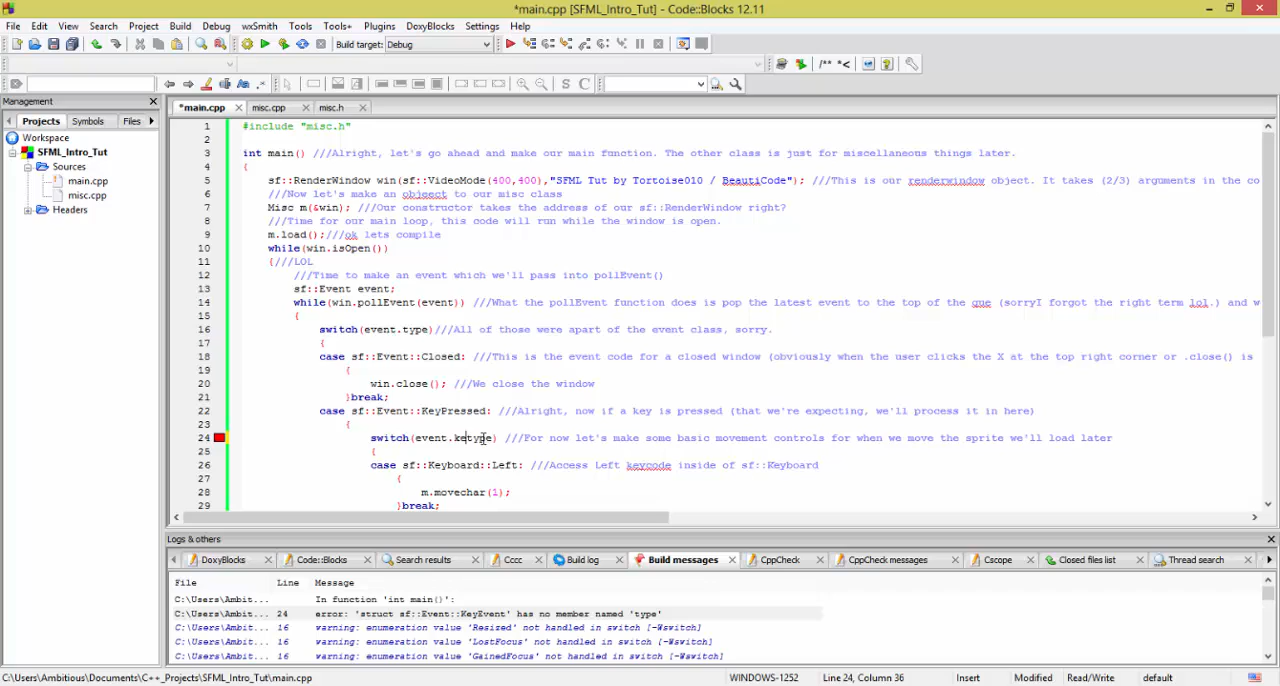 *main.cpp [SFML_Intro_Tut] - Code::Blocks 12.11
File Edit View Search Project Build Debug wxSmith Tools Tools+ Plugins DoxyBlocks Settings Help
Build target: Debug
/** *<
S C
Management
*main.cpp misc.cpp misc.h
Projects Symbols Files
Workspace
SFML_Intro_Tut
Sources
main.cpp
misc.cpp
Headers
1 #include "misc.h"
2
3 int main() ///Alright, let's go ahead and make our main function. The other class is just for miscellaneous things later.
4 {
5 sf::RenderWindow win(sf::VideoMode(400,400),"SFML Tut by Tortoise010 / BeautiCode"); ///This is our renderwindow object. It takes (2/3) arguments in the co
6 ///Now let's make an object to our misc class
7 Misc m(&win); ///Our constructor takes the address of our sf::RenderWindow right?
8 ///Time for our main loop, this code will run while the window is open.
9 m.load();///ok lets compile
10 while(win.isOpen())
11 {///LOL
12 ///Time to make an event which we'll pass into pollEvent()
13 sf::Event event;
14 while(win.pollEvent(event)) ///What the pollEvent function does is pop the latest event to the top of the que (sorryI forgot the right term lol.) and w
15 {
16 switch(event.type)///All of those were apart of the event class, sorry.
17 {
18 case sf::Event::Closed: ///This is the event code for a closed window (obviously when the user clicks the X at the top right corner or .close() is
19 {
20 win.close(); ///We close the window
21 }break;
22 case sf::Event::KeyPressed: ///Alright, now if a key is pressed (that we're expecting, we'll process it in here)
23 {
24 switch(event.ketype) ///For now let's make some basic movement controls for when we move the sprite we'll load later
25 {
26 case sf::Keyboard::Left: ///Access Left keycode inside of sf::Keyboard
27 {
28 m.movechar(1);
29 }break;
Logs & others
DoxyBlocks Code::Blocks Search results Cccc Build log Build messages CppCheck CppCheck messages Cscope Closed files list Thread search
File Line Message
C:\Users\Ambit... In function 'int main()':
C:\Users\Ambit... 24 error: 'struct sf::Event::KeyEvent' has no member named 'type'
C:\Users\Ambit... 16 warning: enumeration value 'Resized' not handled in switch [-Wswitch]
C:\Users\Ambit... 16 warning: enumeration value 'LostFocus' not handled in switch [-Wswitch]
C:\Users\Ambit... 16 warning: enumeration value 'GainedFocus' not handled in switch [-Wswitch]
C:\Users\Ambitious\Documents\C++_Projects\SFML_Intro_Tut\main.cpp WINDOWS-1252 Line 24, Column 36 Insert Modified Read/Write default